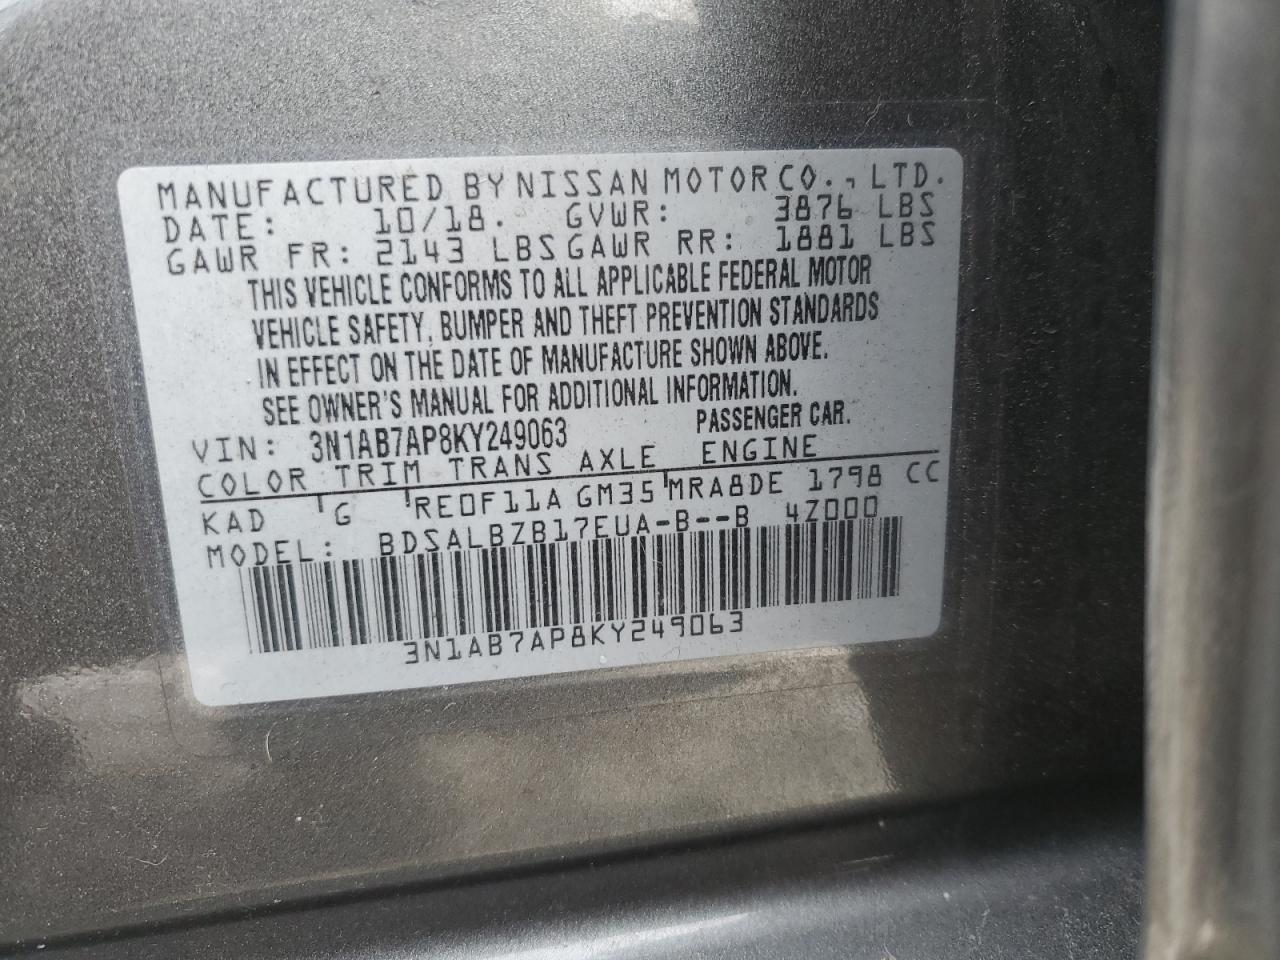 MANUFACTURED BY NISSAN MOTOR CO., LTD.
DATE: 10/18. GVWR: 3876 LBS
GAWR FR: 2143 LBS GAWR RR: 1881 LBS
THIS VEHICLE CONFORMS TO ALL APPLICABLE FEDERAL MOTOR
VEHICLE SAFETY, BUMPER AND THEFT PREVENTION STANDARDS
IN EFFECT ON THE DATE OF MANUFACTURE SHOWN ABOVE.
SEE OWNER'S MANUAL FOR ADDITIONAL INFORMATION.
VIN: 3N1AB7AP8KY249063 PASSENGER CAR.
COLOR TRIM TRANS AXLE ENGINE
KAD G RE0F11A GM35 MRA8DE 1798 CC
MODEL: BDSALBZB17EUA-B--B 4Z000
3N1AB7AP8KY249063